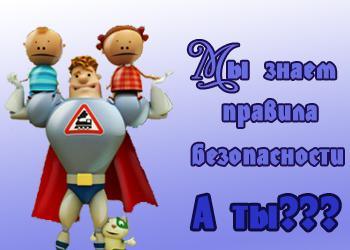 Мы знаем
правила
безопасности
А ты???